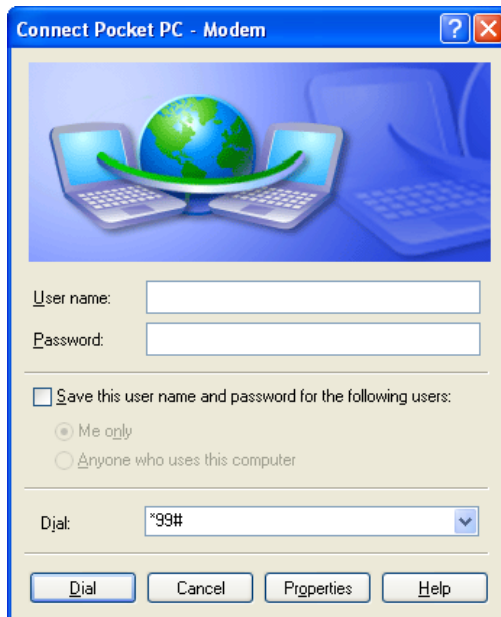 Connect Pocket PC - Modem
User name:
Password:
Save this user name and password for the following users:
Me only
Anyone who uses this computer
Dial: *99#
Dial Cancel Properties Help